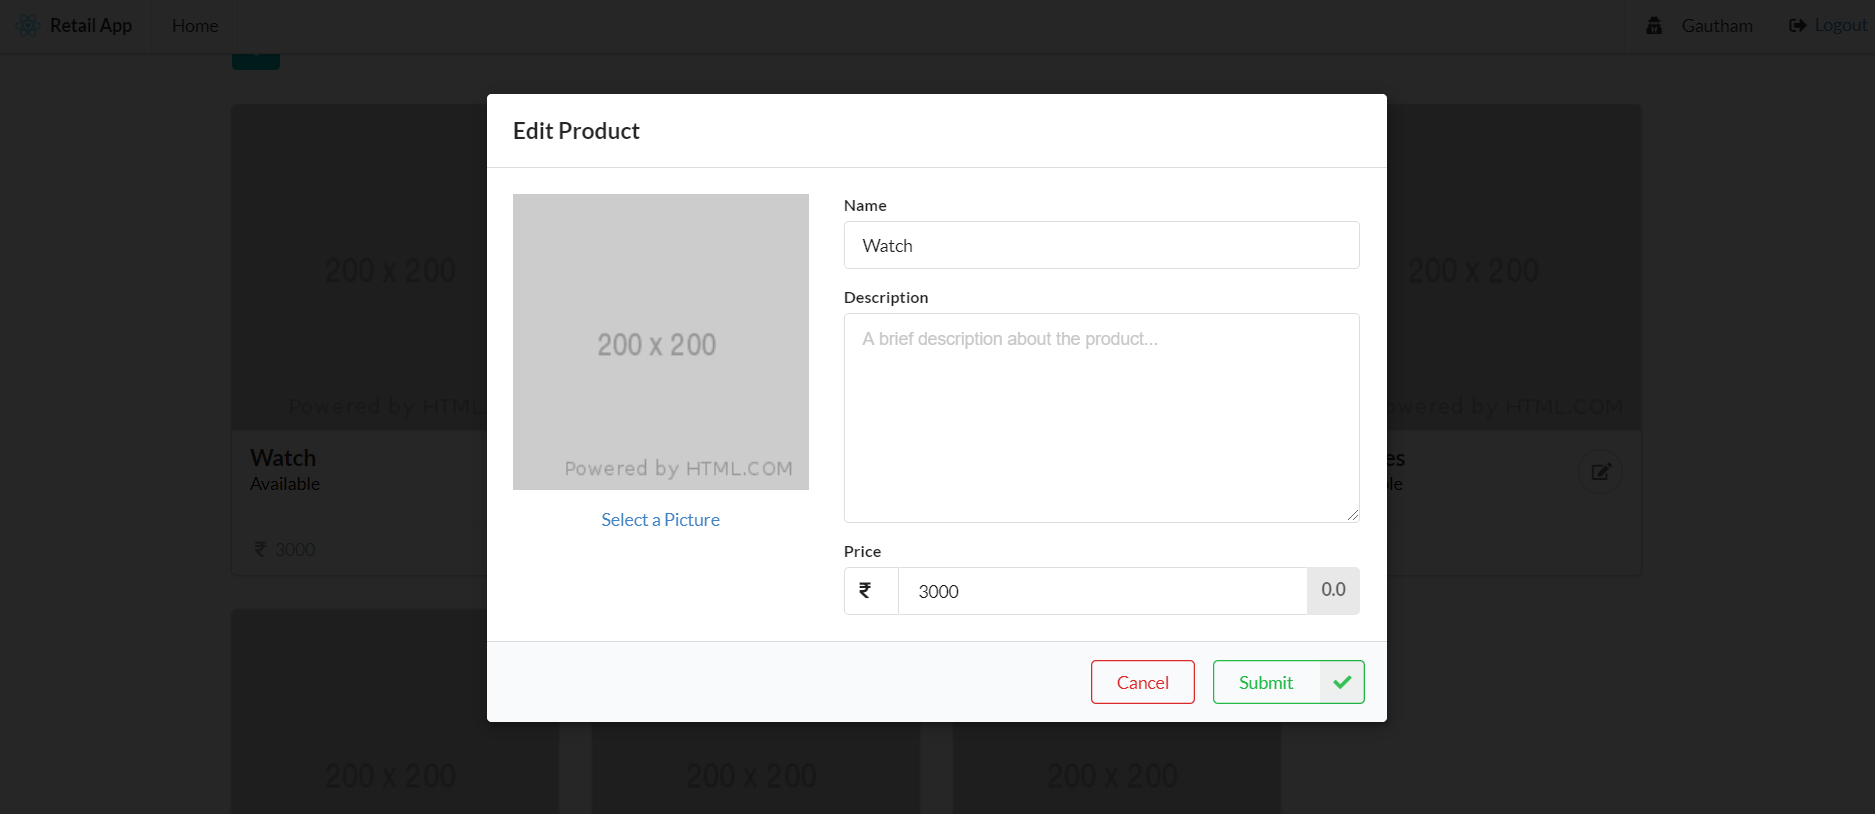 Retail App
Home
Gautham
Logout
Edit Product
200 x 200
Powered by HTML.COM
Select a Picture
Name
Watch
Description
A brief description about the product...
Price
3000
0.0
Cancel
Submit
200 x 200
Powered by HTML
Watch
Available
3000
200 x 200
owered by HTML.COM
es
le
200 x 200
200 x 200
200 x 200